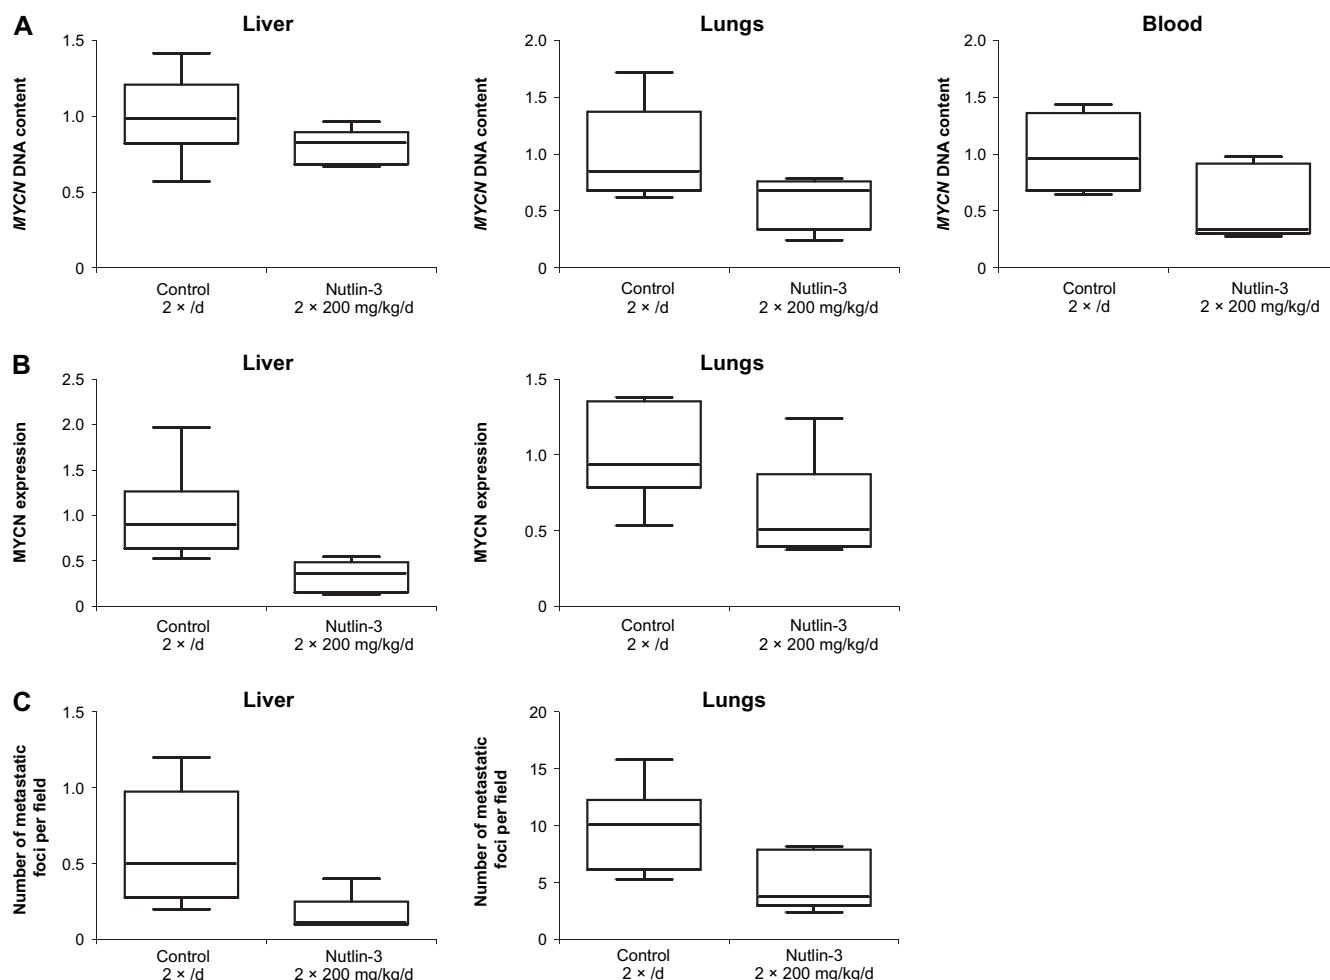 A
Liver
Lungs
Blood
MYCN DNA content
1.5
1.0
0.5
0
Control
2 × /d
Nutlin-3
2 × 200 mg/kg/d
MYCN DNA content
2.0
1.5
1.0
0.5
0
Control
2 × /d
Nutlin-3
2 × 200 mg/kg/d
MYCN DNA content
2.0
1.5
1.0
0.5
0
Control
2 × /d
Nutlin-3
2 × 200 mg/kg/d
B
Liver
Lungs
MYCN expression
2.5
2.0
1.5
1.0
0.5
0
Control
2 × /d
Nutlin-3
2 × 200 mg/kg/d
MYCN expression
1.5
1.0
0.5
0
Control
2 × /d
Nutlin-3
2 × 200 mg/kg/d
C
Liver
Lungs
Number of metastatic
foci per field
1.5
1.0
0.5
0
Control
2 × /d
Nutlin-3
2 × 200 mg/kg/d
Number of metastatic
foci per field
20
15
10
5
0
Control
2 × /d
Nutlin-3
2 × 200 mg/kg/d